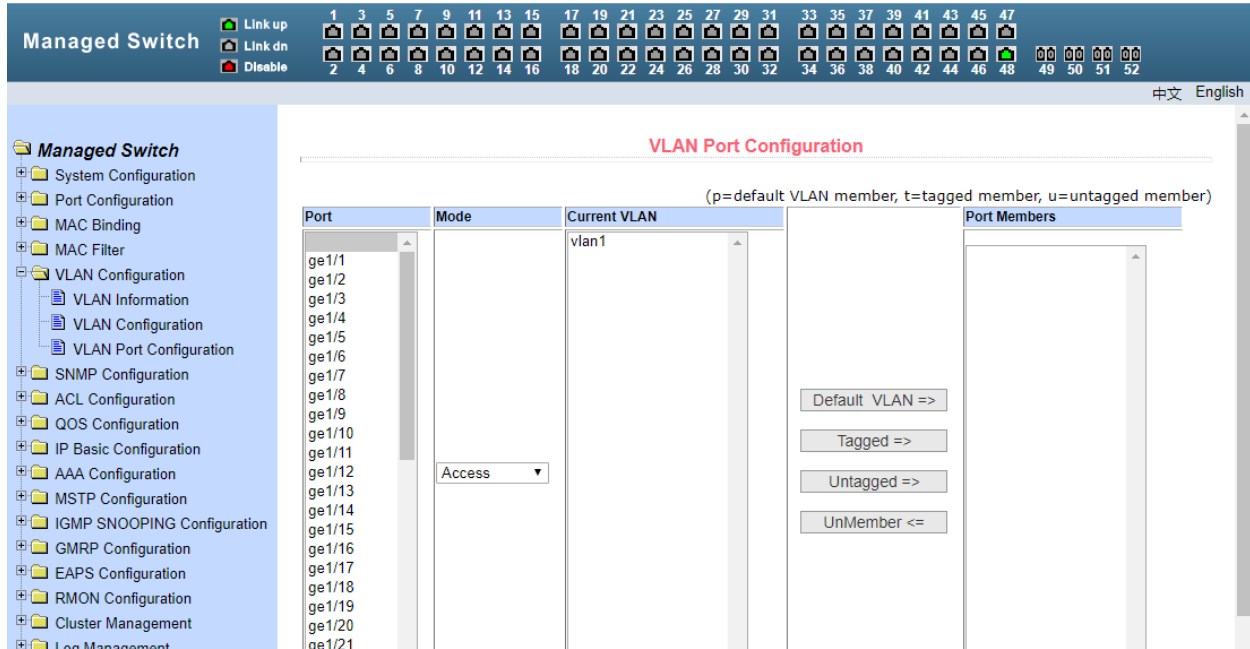 Managed Switch
Link up
Link dn
Disable
1 3 5 7 9 11 13 15 17 19 21 23 25 27 29 31 33 35 37 39 41 43 45 47
2 4 6 8 10 12 14 16 18 20 22 24 26 28 30 32 34 36 38 40 42 44 46 48 49 50 51 52
中文 English
Managed Switch
System Configuration
Port Configuration
MAC Binding
MAC Filter
VLAN Configuration
VLAN Information
VLAN Configuration
VLAN Port Configuration
SNMP Configuration
ACL Configuration
QOS Configuration
IP Basic Configuration
AAA Configuration
MSTP Configuration
IGMP SNOOPING Configuration
GMRP Configuration
EAPS Configuration
RMON Configuration
Cluster Management
Log Management
VLAN Port Configuration
(p=default VLAN member, t=tagged member, u=untagged member)
Port Mode Current VLAN Port Members
ge1/1
ge1/2
ge1/3
ge1/4
ge1/5
ge1/6
ge1/7
ge1/8
ge1/9
ge1/10
ge1/11
ge1/12
ge1/13
ge1/14
ge1/15
ge1/16
ge1/17
ge1/18
ge1/19
ge1/20
ge1/21
Access
vlan1
Default VLAN =>
Tagged =>
Untagged =>
UnMember <=